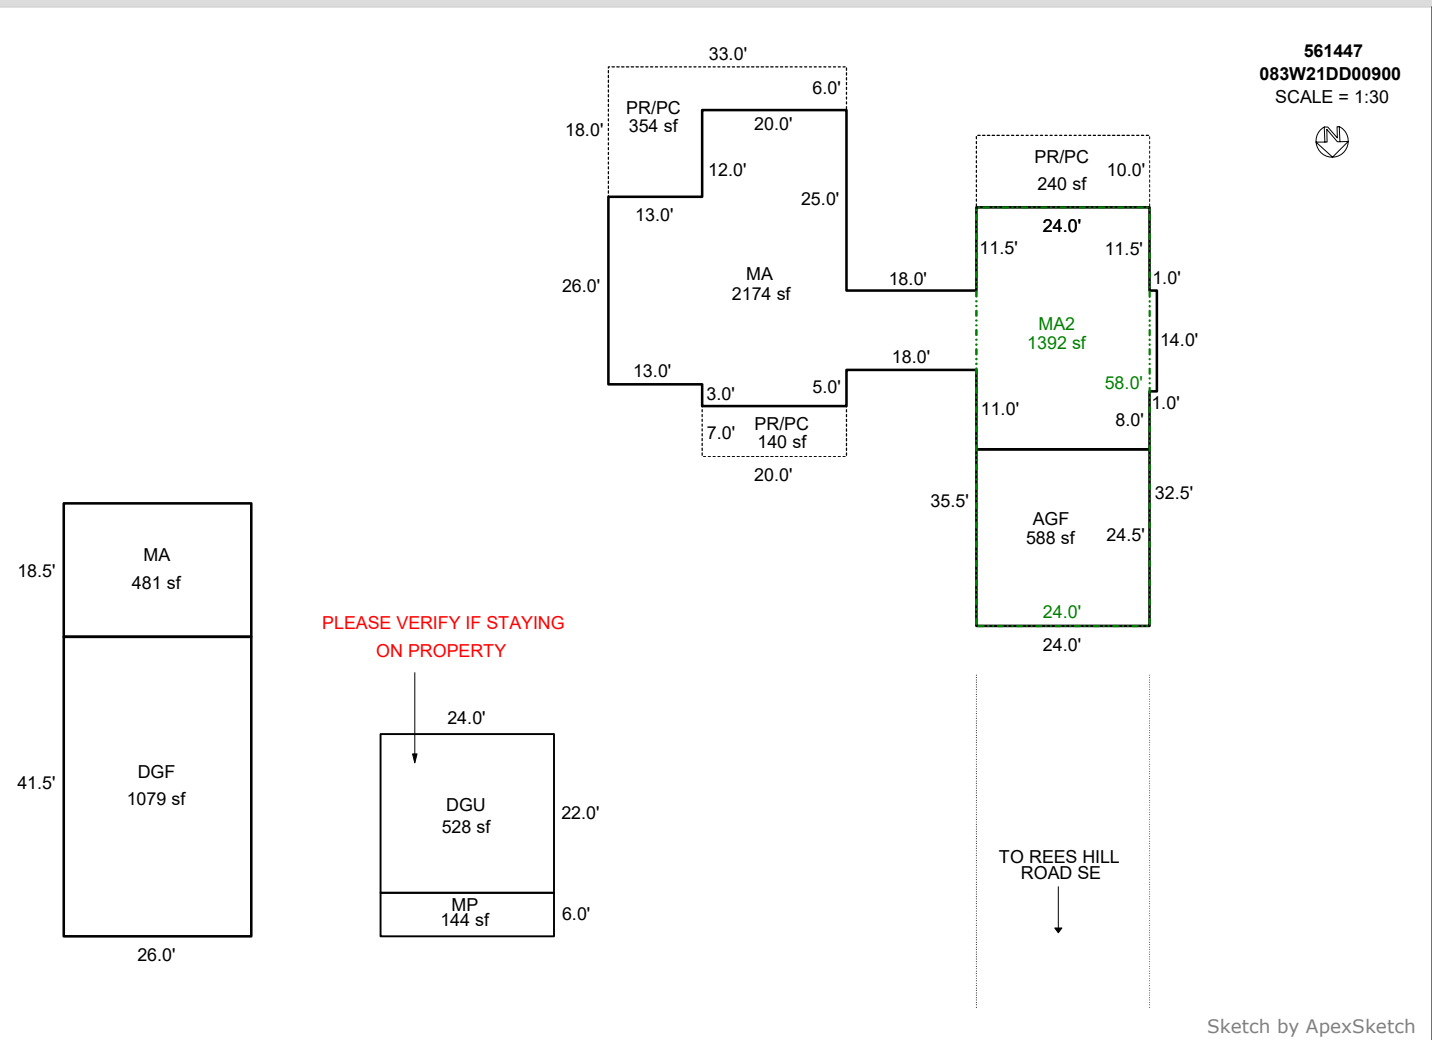 33.0'
561447
083W21DD00900
SCALE = 1:30
N
6.0'
PR/PC
354 sf
18.0'
20.0'
12.0'
25.0'
13.0'
PR/PC
10.0'
240 sf
24.0'
11.5'
11.5'
26.0'
MA
2174 sf
18.0'
1.0'
MA2
1392 sf
14.0'
18.0'
13.0'
58.0'
3.0'
5.0'
11.0'
1.0'
8.0'
7.0'
PR/PC
140 sf
20.0'
35.5'
32.5'
AGF
588 sf
24.5'
24.0'
24.0'
MA
481 sf
18.5'
PLEASE VERIFY IF STAYING
ON PROPERTY
24.0'
DGF
1079 sf
41.5'
26.0'
DGU
528 sf
22.0'
MP
144 sf
6.0'
TO REES HILL
ROAD SE
Sketch by ApexSketch